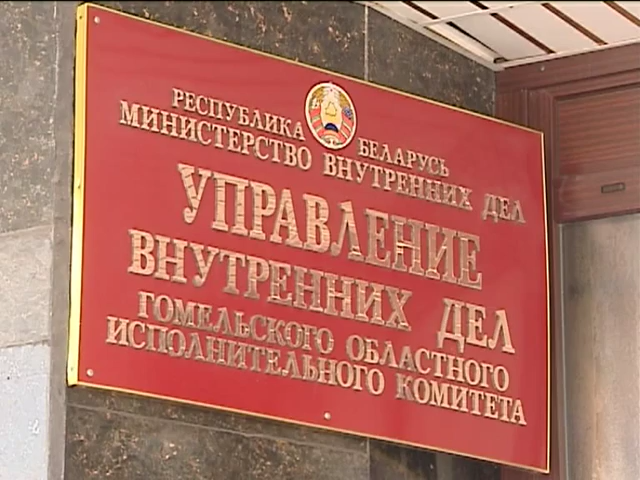 РЕСПУБЛИКА БЕЛАРУСЬ
МИНИСТЕРСТВО ВНУТРЕННИХ ДЕЛ
УПРАВЛЕНИЕ
ВНУТРЕННИХ ДЕЛ
ГОМЕЛЬСКОГО ОБЛАСТНОГО
ИСПОЛНИТЕЛЬНОГО КОМИТЕТА